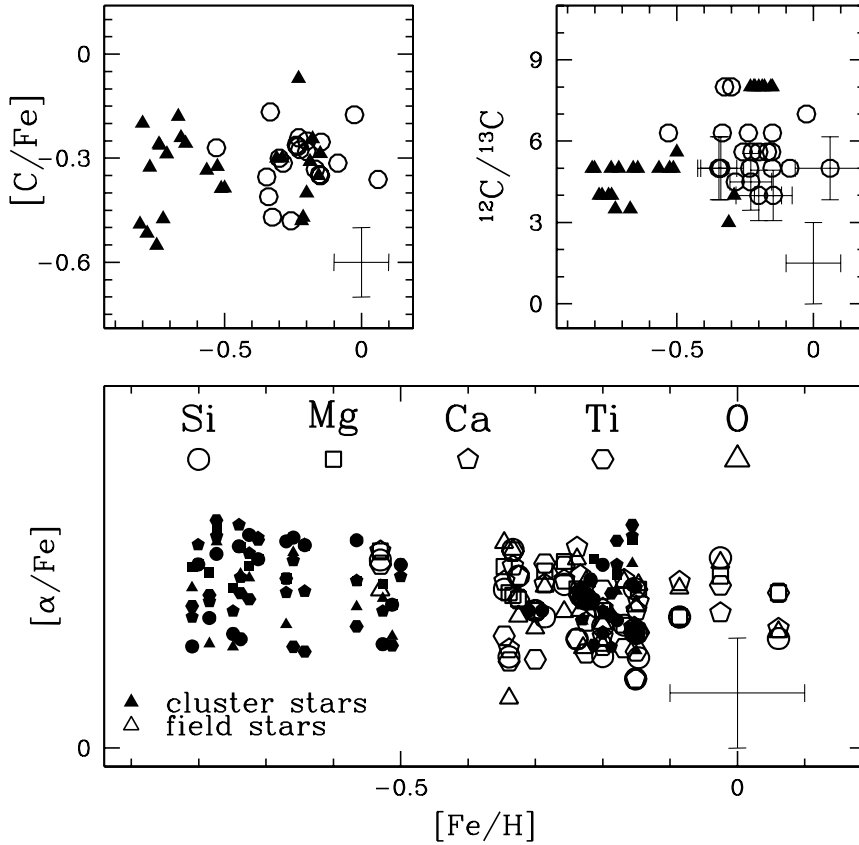 [C/Fe]
0
−0.3
−0.6
−0.5
0
¹²C/¹³C
9
6
3
0
−0.5
0
Si Mg Ca Ti O
[α/Fe]
cluster stars
field stars
0
−0.5
0
[Fe/H]